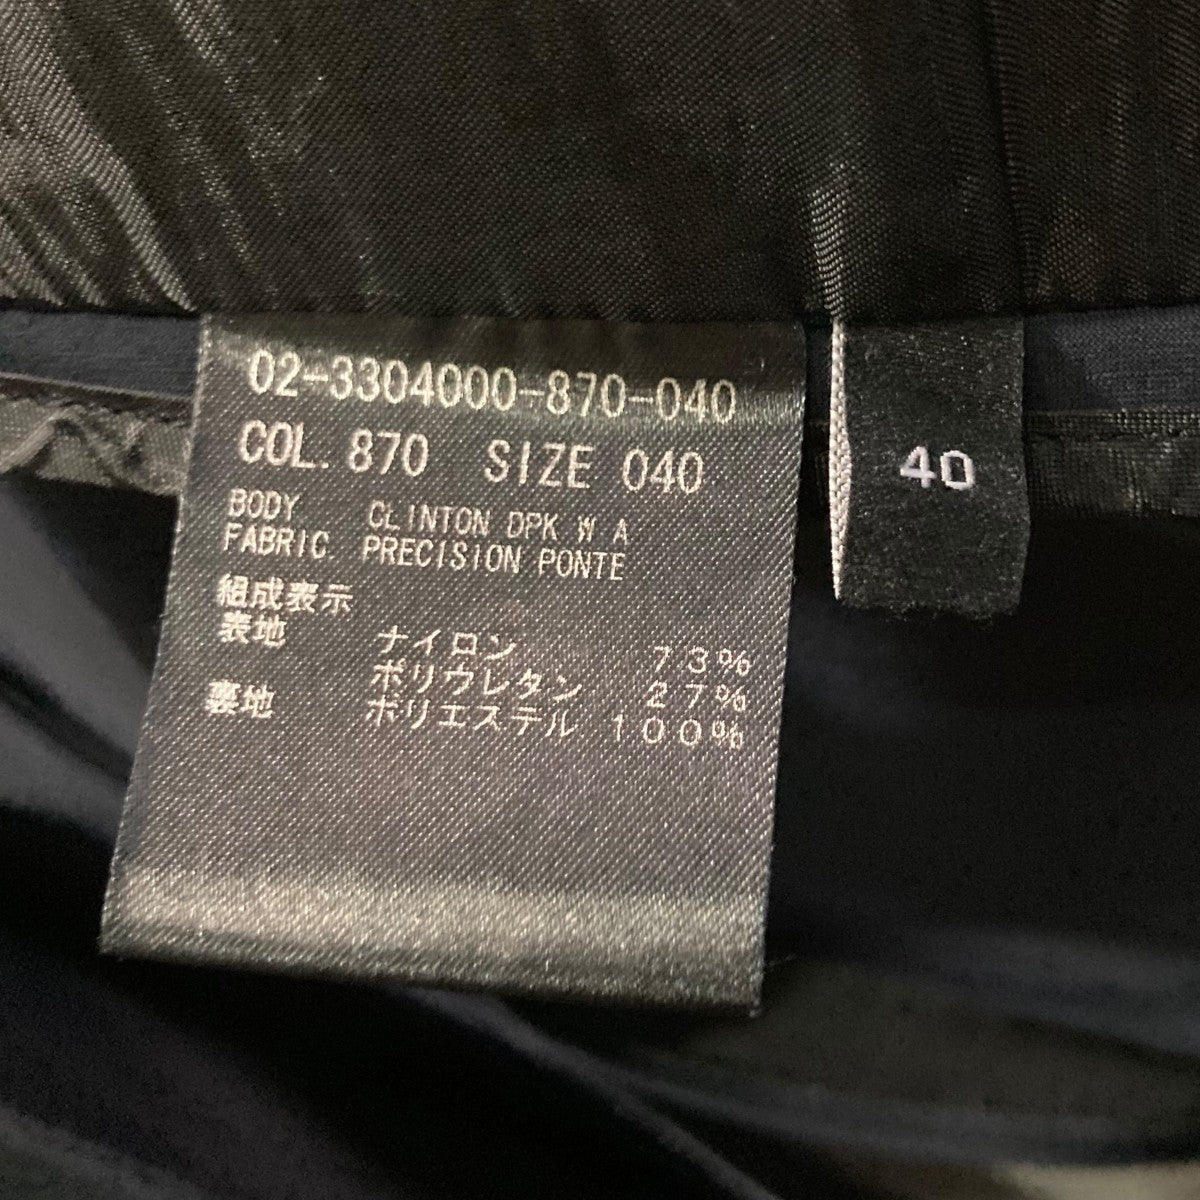 02-3304000-870-040
COL. 870 SIZE 040
BODY CLINTON DPK W A
FABRIC PRECISION PONTE
組成表示
表地 ナイロン 73%
ポリウレタン 27%
裏地 ポリエステル 100%
40